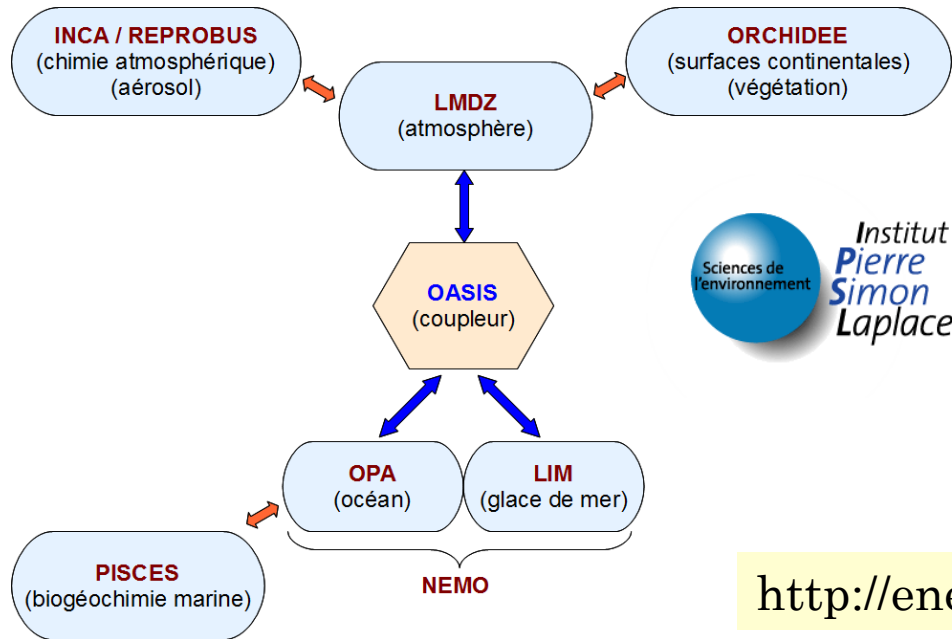 INCA / REPROBUS
(chimie atmosphérique)
(aérosol)
ORCHIDEE
(surfaces continentales)
(végétation)
LMDZ
(atmosphère)
Sciences de
l'environnement
Institut
Pierre
Simon
Laplace
OASIS
(coupleur)
OPA
(océan)
LIM
(glace de mer)
PISCES
(biogéochimie marine)
NEMO
http://ene